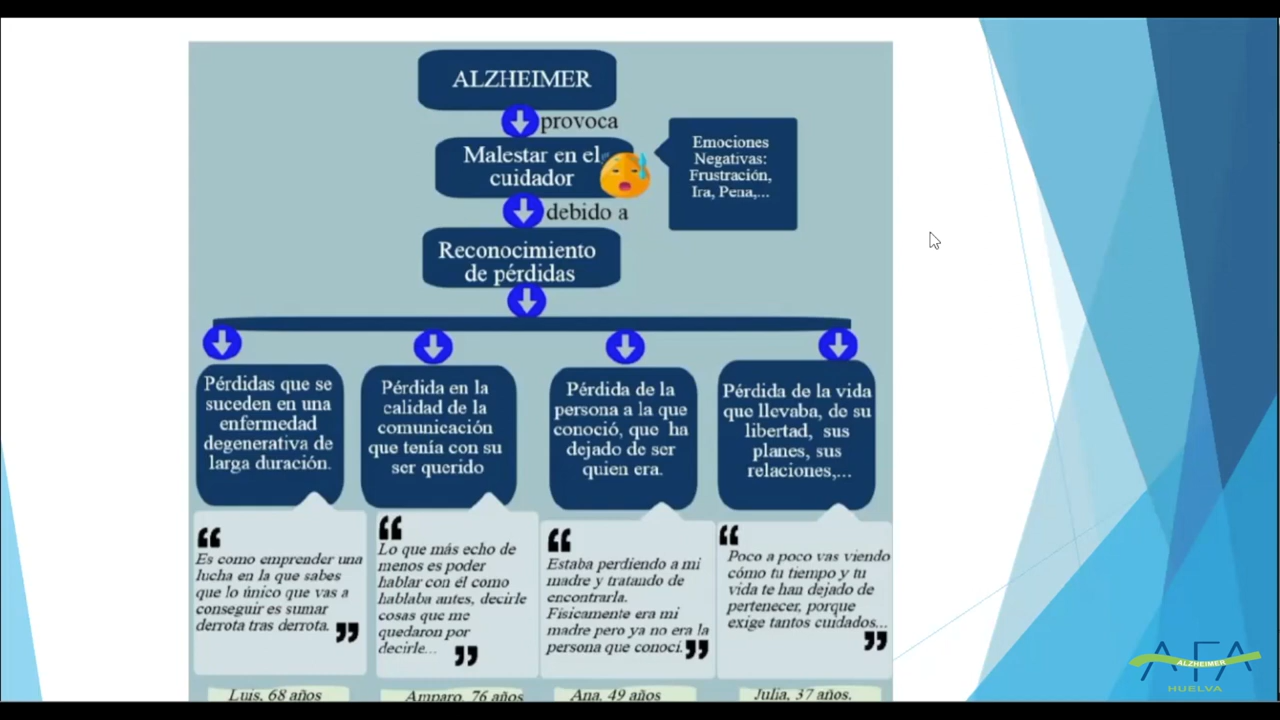 ALZHEIMER
provoca
Malestar en el
cuidador
Emociones
Negativas:
Frustración,
Ira, Pena,...
debido a
Reconocimiento
de pérdidas
Pérdidas que se
suceden en una
enfermedad
degenerativa de
larga duración.
Pérdida en la
calidad de la
comunicación
que tenía con su
ser querido
Pérdida de la
persona a la que
conoció, que ha
dejado de ser
quien era.
Pérdida de la vida
que llevaba, de su
libertad, sus
planes, sus
relaciones,...
“
Es como emprender una
lucha en la que sabes
que lo único que vas a
conseguir es sumar
derrota tras derrota. ”
“
Lo que más echo de
menos es poder
hablar con él como
hablaba antes, decirle
cosas que me
quedaron por
decirle... ”
“
Estaba perdiendo a mi
madre y tratando de
encontrarla.
Físicamente era mi
madre pero ya no era la
persona que conocí. ”
“
Poco a poco vas viendo
cómo tu tiempo y tu
vida te han dejado de
pertenecer, porque
exige tantos cuidados... ”
Luis, 68 años
Amparo, 76 años
Ana, 49 años
Julia, 37 años.
AFA
ALZHEIMER
HUELVA